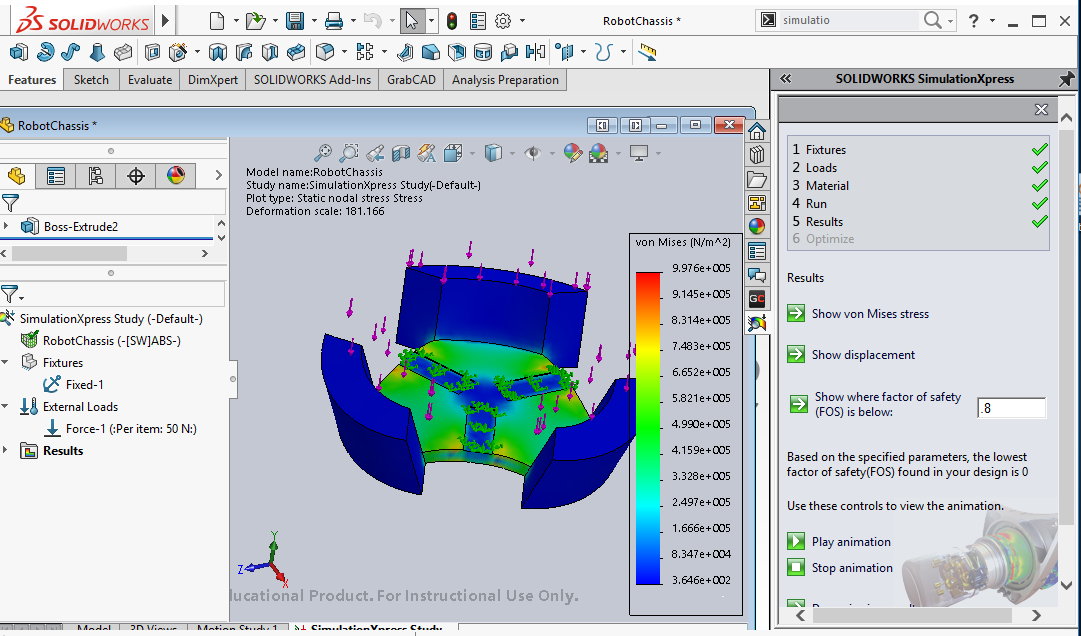 SOLIDWORKS
RobotChassis *
simulatio
Features
Sketch
Evaluate
DimXpert
SOLIDWORKS Add-Ins
GrabCAD
Analysis Preparation
RobotChassis *
Boss-Extrude2
SimulationXpress Study (-Default-)
RobotChassis (-[SW]ABS-)
Fixtures
Fixed-1
External Loads
Force-1 (:Per item: 50 N:)
Results
Model name:RobotChassis
Study name:SimulationXpress Study(-Default-)
Plot type: Static nodal stress Stress
Deformation scale: 181.166
von Mises (N/m^2)
9.976e+005
9.145e+005
8.314e+005
7.483e+005
6.652e+005
5.821e+005
4.990e+005
4.159e+005
3.328e+005
2.497e+005
1.666e+005
8.347e+004
3.646e+002
Y
Z
X
ducational Product. For Instructional Use Only.
Model
3D Views
Motion Study 1
SimulationXpress Study
GC
SOLIDWORKS SimulationXpress
1 Fixtures
2 Loads
3 Material
4 Run
5 Results
6 Optimize
Results
Show von Mises stress
Show displacement
Show where factor of safety
(FOS) is below:
.8
Based on the specified parameters, the lowest
factor of safety(FOS) found in your design is 0
Use these controls to view the animation.
Play animation
Stop animation